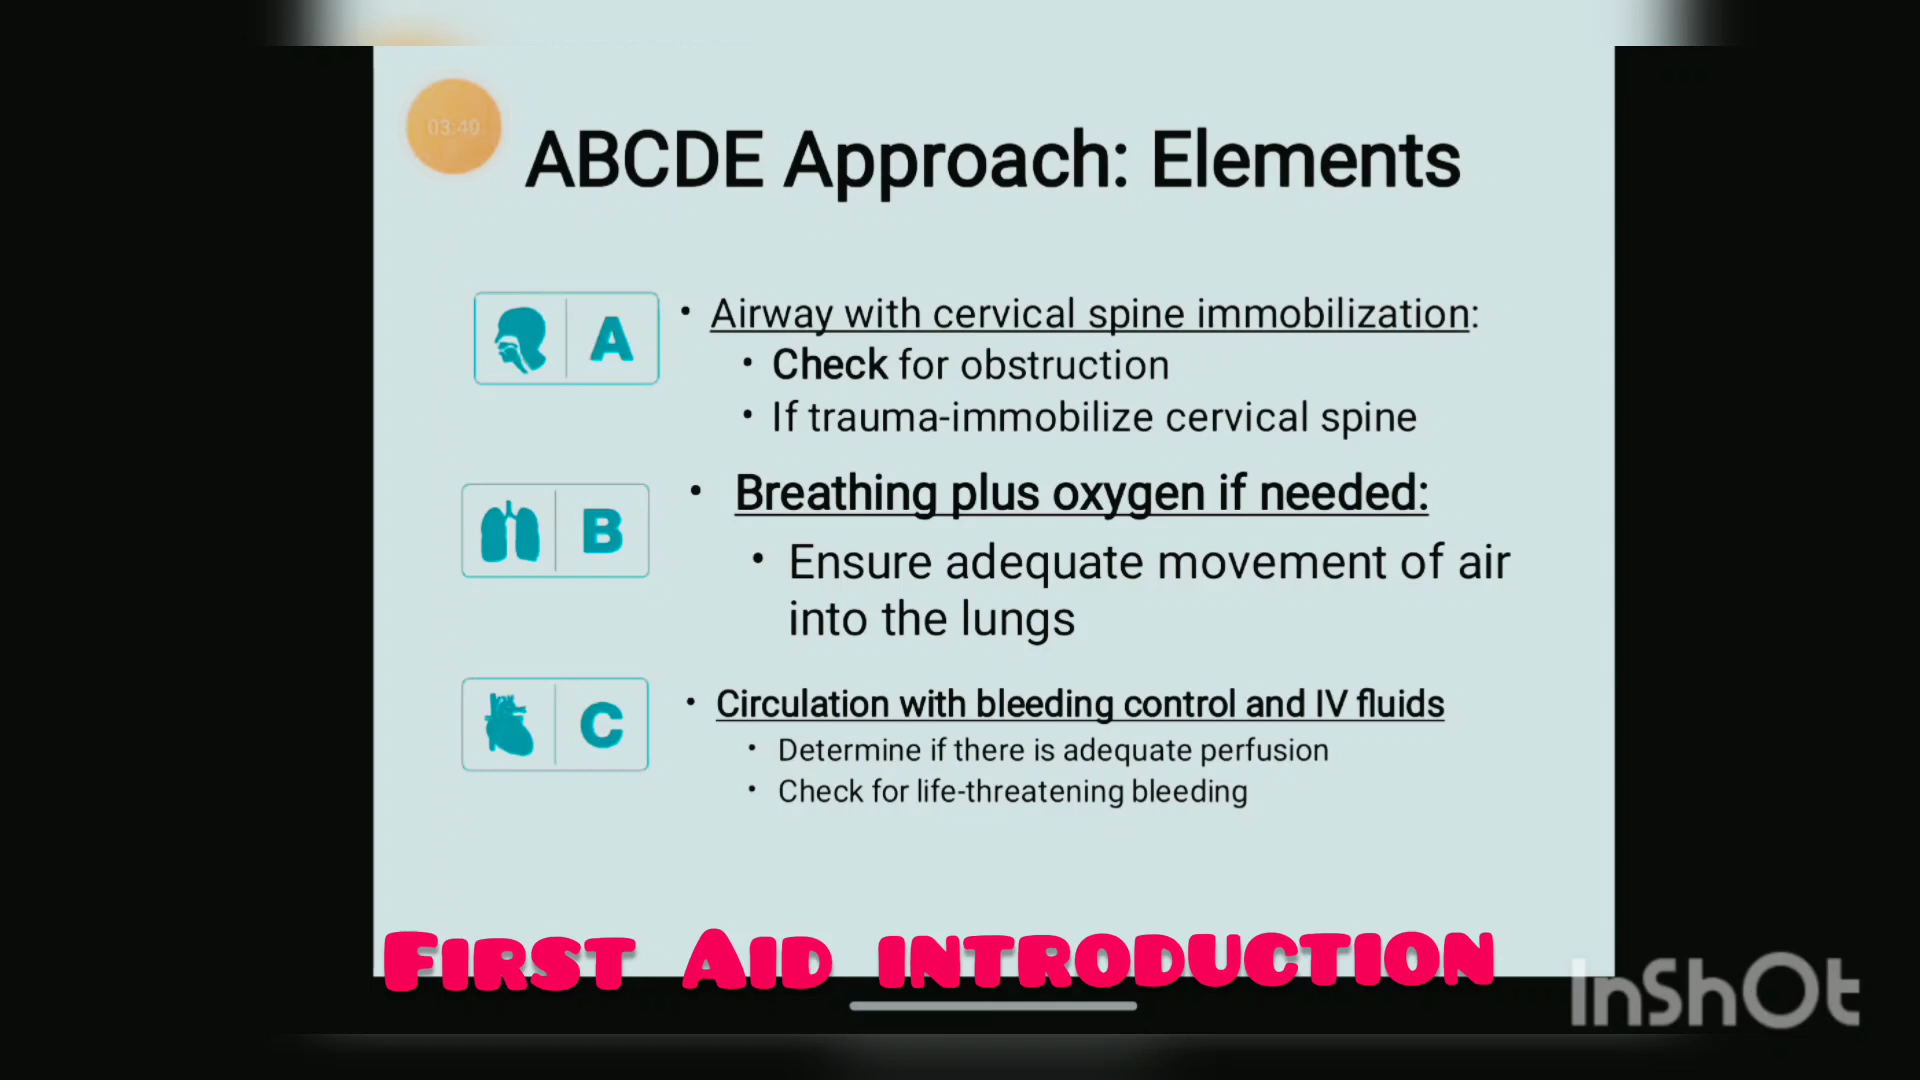 03:40
ABCDE Approach: Elements
A
• Airway with cervical spine immobilization:
• Check for obstruction
• If trauma-immobilize cervical spine
B
• Breathing plus oxygen if needed:
• Ensure adequate movement of air
into the lungs
C
• Circulation with bleeding control and IV fluids
• Determine if there is adequate perfusion
• Check for life-threatening bleeding
First Aid introduction
InShOt